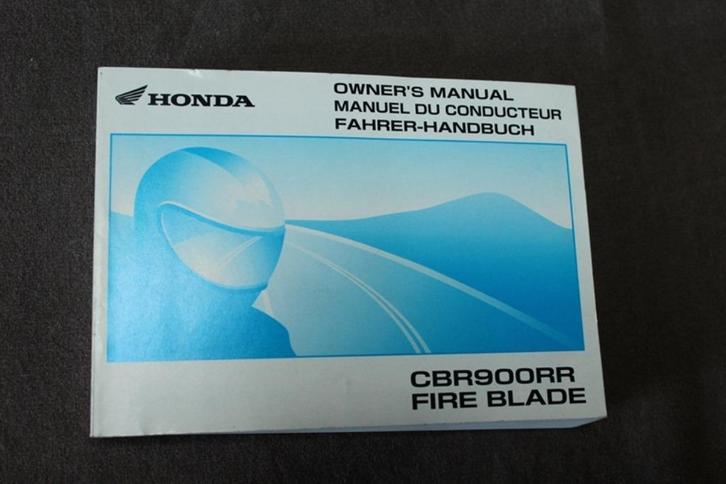 HONDA
OWNER'S MANUAL
MANUEL DU CONDUCTEUR
FAHRER-HANDBUCH
CBR900RR
FIRE BLADE